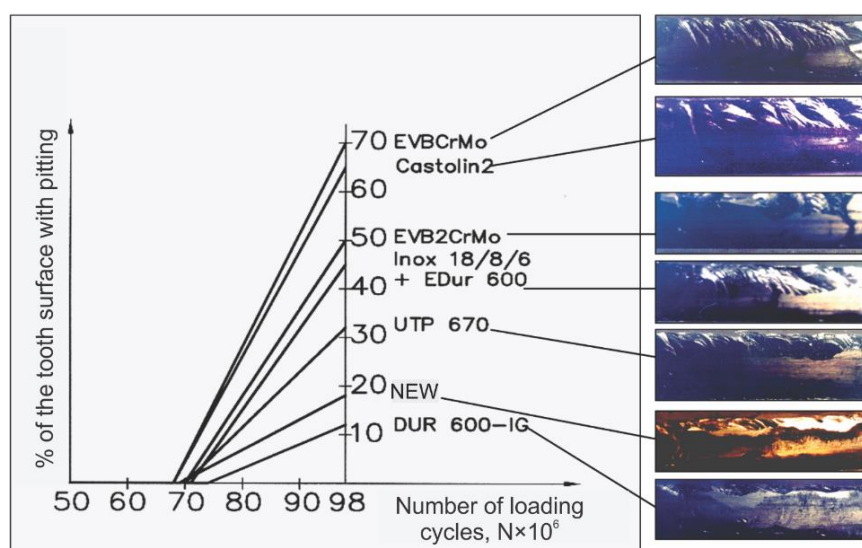 % of the tooth surface with pitting
70
60
50
40
30
20
10
EVBCrMo
Castolin2
EVB2CrMo
Inox 18/8/6
+ EDur 600
UTP 670
NEW
DUR 600-IG
50 60 70 80 90 98
Number of loading
cycles, N×10⁶